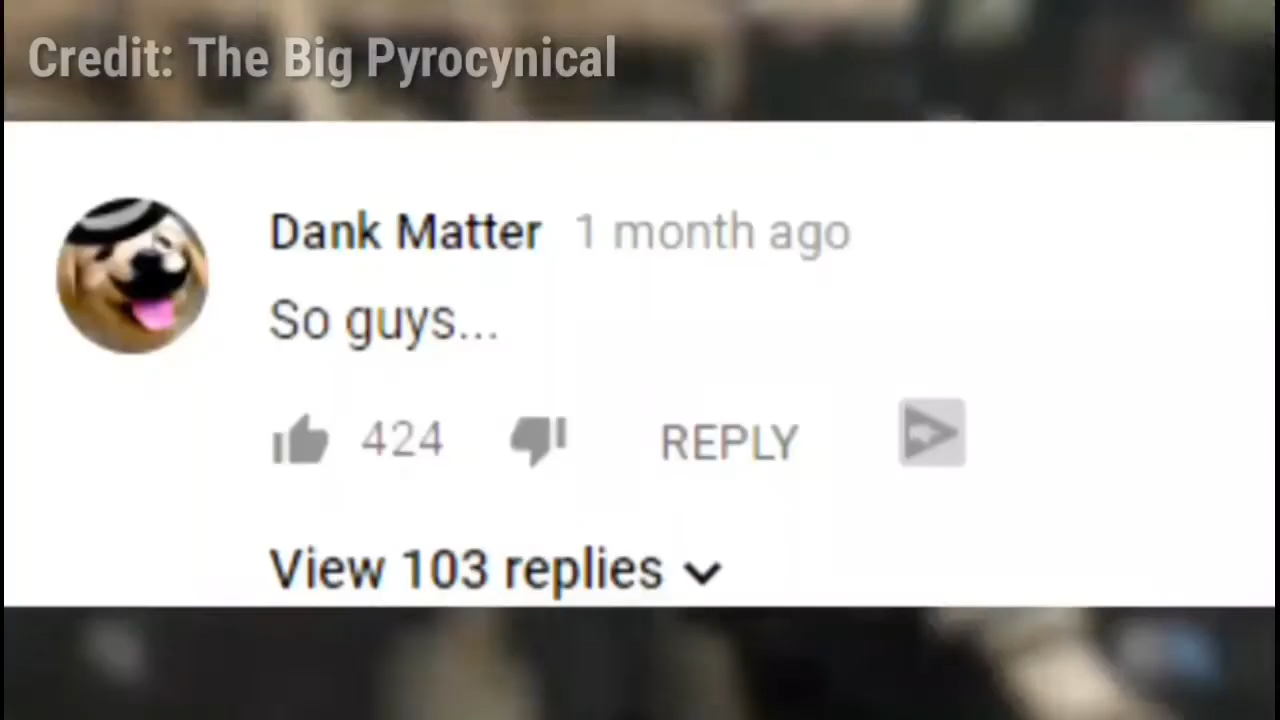 Credit: The Big Pyrocynical
Dank Matter 1 month ago
So guys...
424 REPLY
View 103 replies